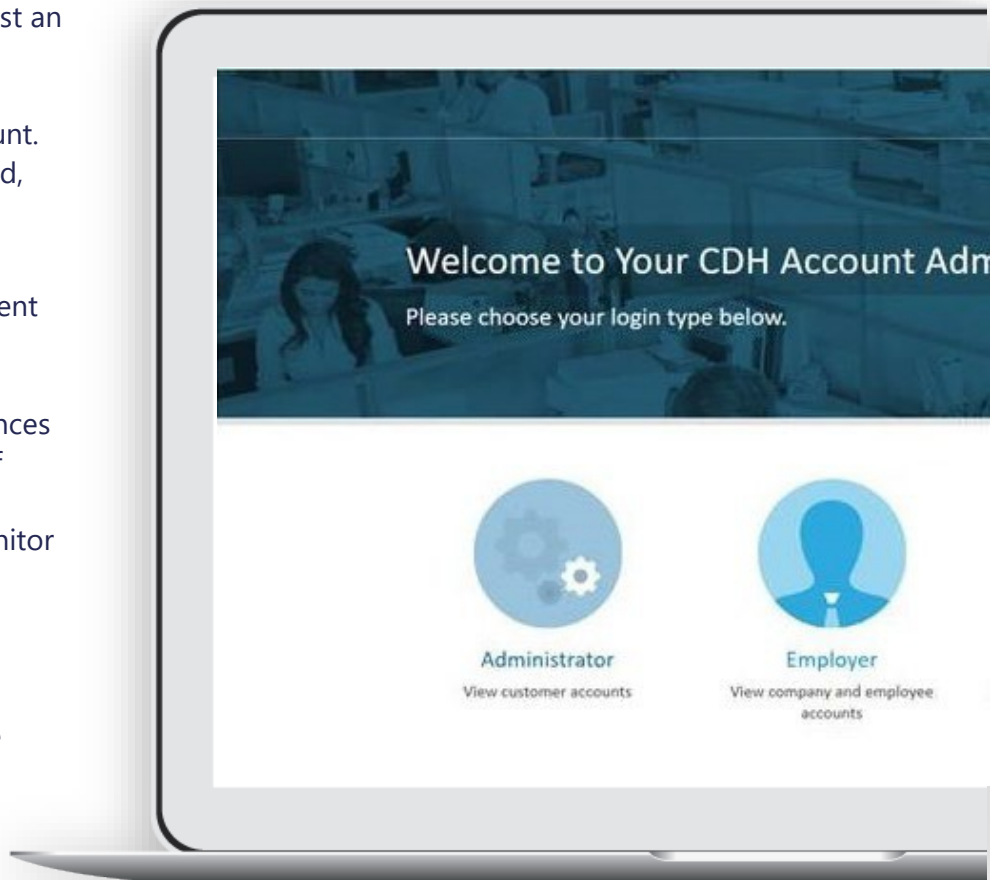 st an
unt.
d,
ent
nces
f
nitor
Welcome to Your CDH Account Adm
Please choose your login type below.
Administrator
View customer accounts
Employer
View company and employee
accounts